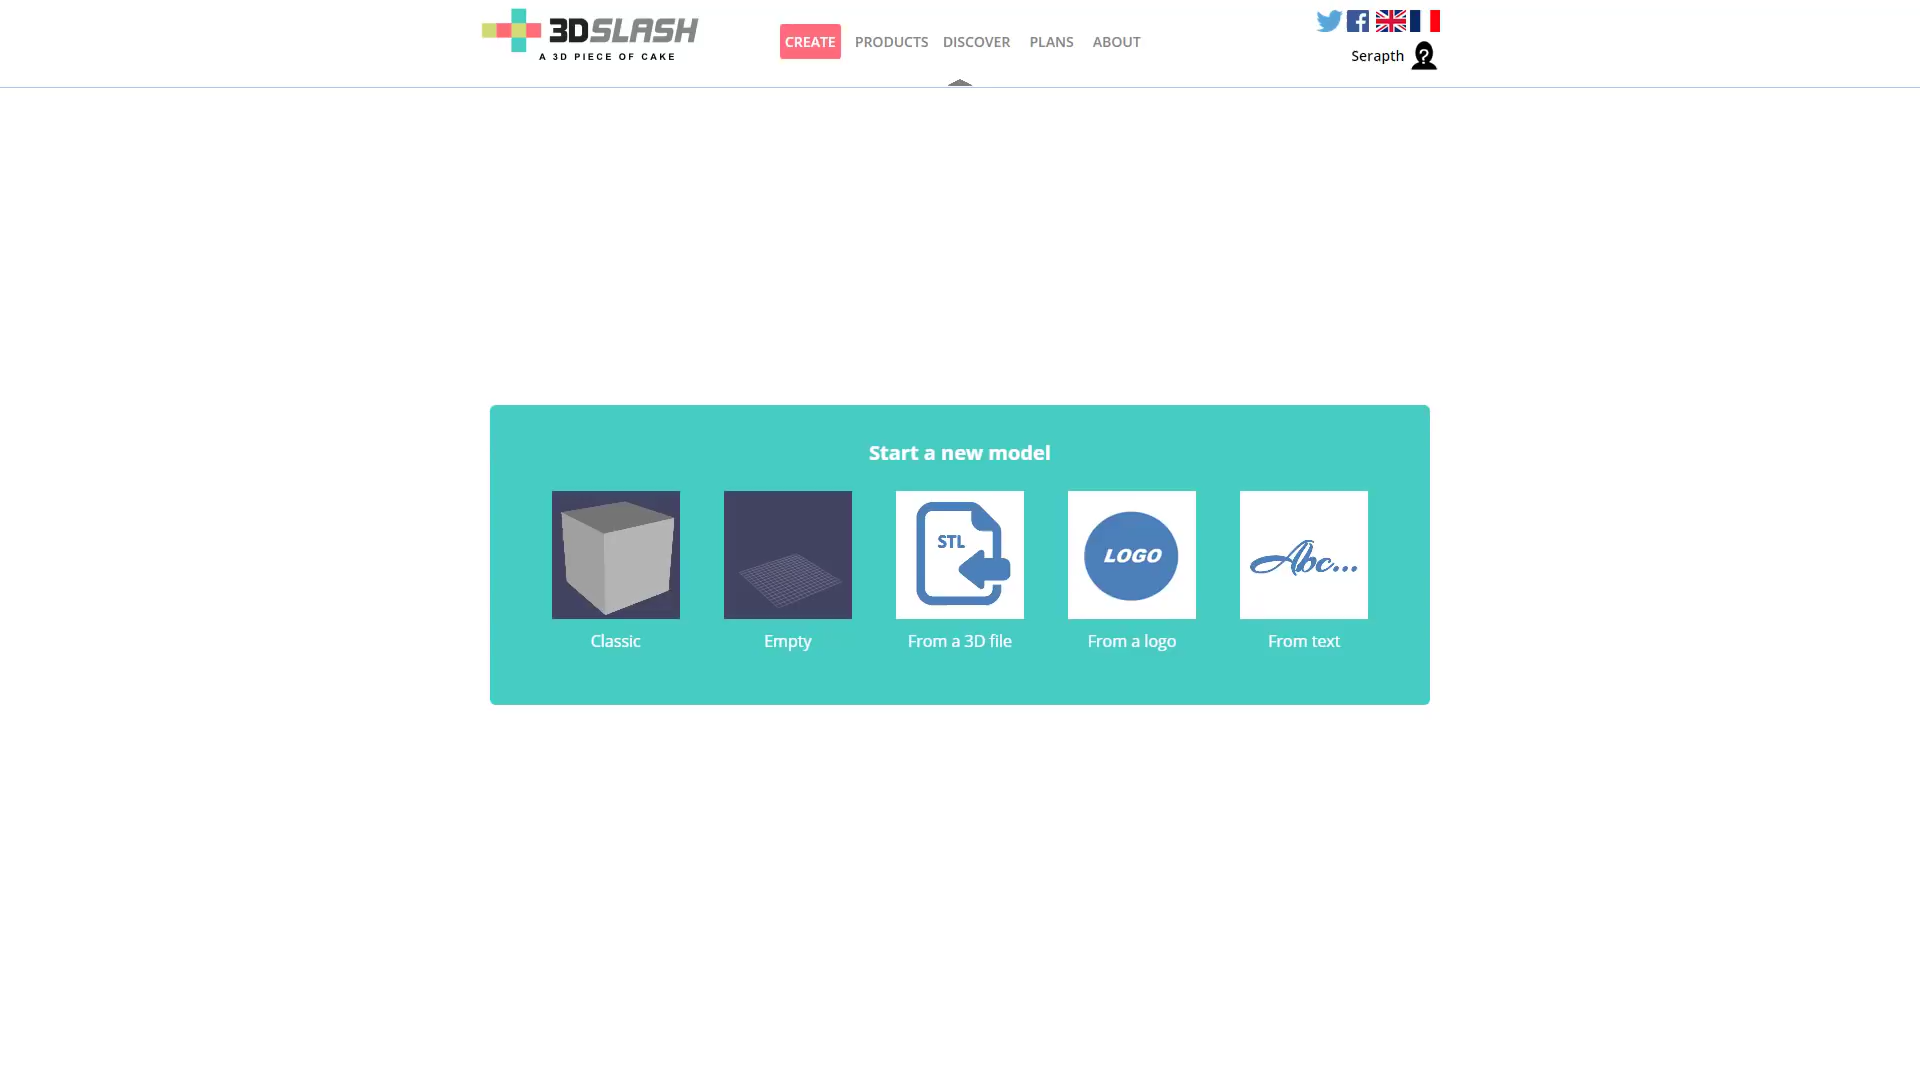 3DSLASH
A 3D PIECE OF CAKE
CREATE PRODUCTS DISCOVER PLANS ABOUT
Serapth
Start a new model
STL
LOGO
Abc...
Classic Empty From a 3D file From a logo From text